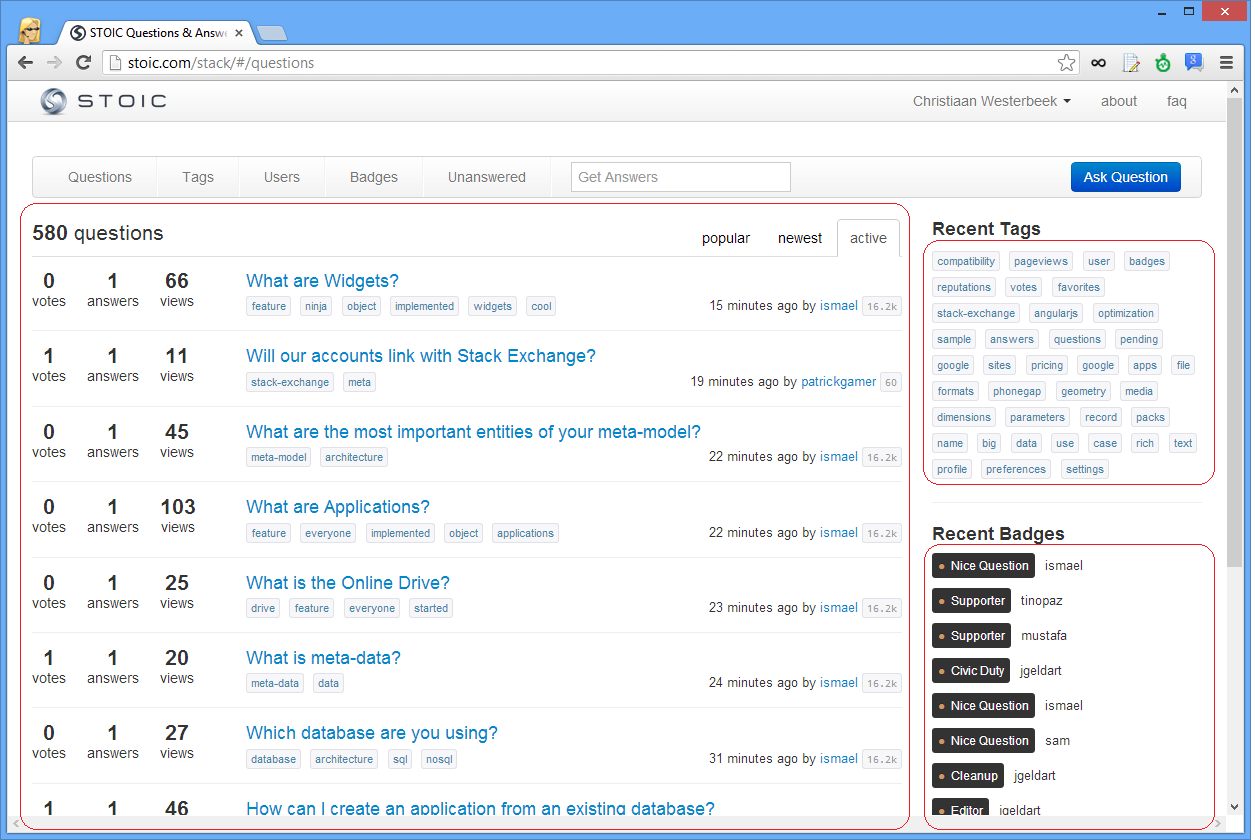 STOIC Questions & Answ
stoic.com/stack/#/questions
STOIC
Christiaan Westerbeek about faq
Questions Tags Users Badges Unanswered Get Answers Ask Question
580 questions
popular newest active
0 1 66
votes answers views
What are Widgets?
feature ninja object implemented widgets cool
15 minutes ago by ismael 16.2k
1 1 11
votes answers views
Will our accounts link with Stack Exchange?
stack-exchange meta
19 minutes ago by patrickgamer 60
0 1 45
votes answers views
What are the most important entities of your meta-model?
meta-model architecture
22 minutes ago by ismael 16.2k
0 1 103
votes answers views
What are Applications?
feature everyone implemented object applications
22 minutes ago by ismael 16.2k
0 1 25
votes answers views
What is the Online Drive?
drive feature everyone started
23 minutes ago by ismael 16.2k
1 1 20
votes answers views
What is meta-data?
meta-data data
24 minutes ago by ismael 16.2k
0 1 27
votes answers views
Which database are you using?
database architecture sql nosql
31 minutes ago by ismael 16.2k
1 1 46
How can I create an application from an existing database?
Recent Tags
compatibility pageviews user badges
reputations votes favorites
stack-exchange angularjs optimization
sample answers questions pending
google sites pricing google apps file
formats phonegap geometry media
dimensions parameters record packs
name big data use case rich text
profile preferences settings
Recent Badges
Nice Question ismael
Supporter tinopaz
Supporter mustafa
Civic Duty jgeldart
Nice Question ismael
Nice Question sam
Cleanup jgeldart
Editor jgeldart